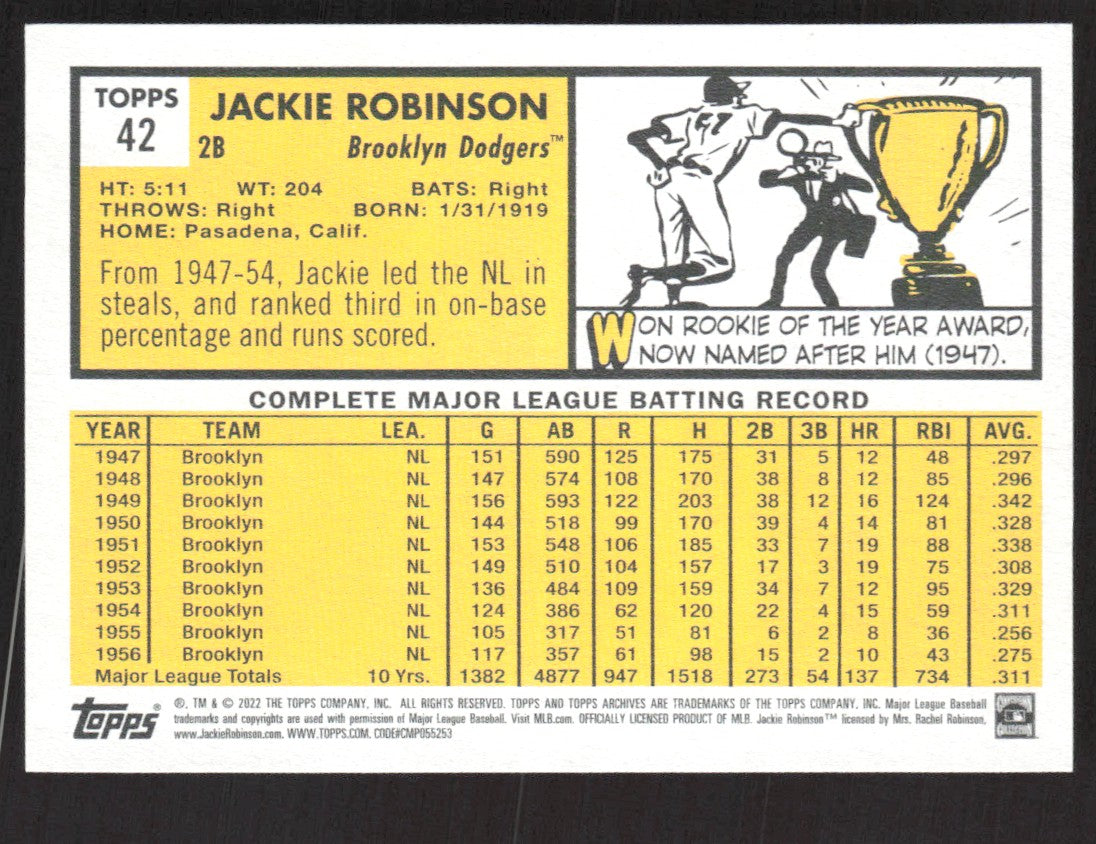 TOPPS
42
JACKIE ROBINSON
2B Brooklyn Dodgers™
HT: 5:11 WT: 204 BATS: Right
THROWS: Right BORN: 1/31/1919
HOME: Pasadena, Calif.
From 1947-54, Jackie led the NL in
steals, and ranked third in on-base
percentage and runs scored.
WON ROOKIE OF THE YEAR AWARD,
NOW NAMED AFTER HIM (1947).
COMPLETE MAJOR LEAGUE BATTING RECORD
YEAR TEAM LEA. G AB R H 2B 3B HR RBI AVG.
1947 Brooklyn NL 151 590 125 175 31 5 12 48 .297
1948 Brooklyn NL 147 574 108 170 38 8 12 85 .296
1949 Brooklyn NL 156 593 122 203 38 12 16 124 .342
1950 Brooklyn NL 144 518 99 170 39 4 14 81 .328
1951 Brooklyn NL 153 548 106 185 33 7 19 88 .338
1952 Brooklyn NL 149 510 104 157 17 3 19 75 .308
1953 Brooklyn NL 136 484 109 159 34 7 12 95 .329
1954 Brooklyn NL 124 386 62 120 22 4 15 59 .311
1955 Brooklyn NL 105 317 51 81 6 2 8 36 .256
1956 Brooklyn NL 117 357 61 98 15 2 10 43 .275
Major League Totals 10 Yrs. 1382 4877 947 1518 273 54 137 734 .311
Topps®
®, TM & © 2022 THE TOPPS COMPANY, INC. ALL RIGHTS RESERVED. TOPPS AND TOPPS ARCHIVES ARE TRADEMARKS OF THE TOPPS COMPANY, INC. Major League Baseball
trademarks and copyrights are used with permission of Major League Baseball. Visit MLB.com. OFFICIALLY LICENSED PRODUCT OF MLB. Jackie Robinson™ licensed by Mrs. Rachel Robinson,
www.JackieRobinson.com. WWW.TOPPS.COM. CODE#CMP055253